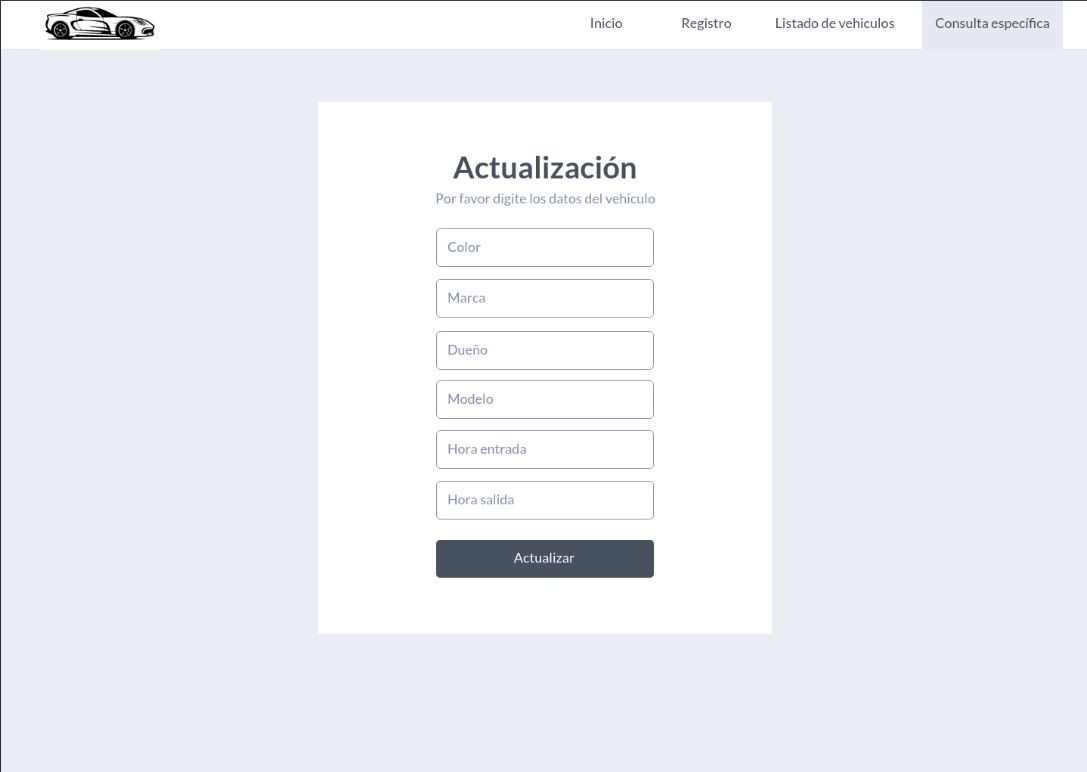 Inicio Registro Listado de vehiculos Consulta específica
Actualización
Por favor digite los datos del vehiculo
Color
Marca
Dueño
Modelo
Hora entrada
Hora salida
Actualizar